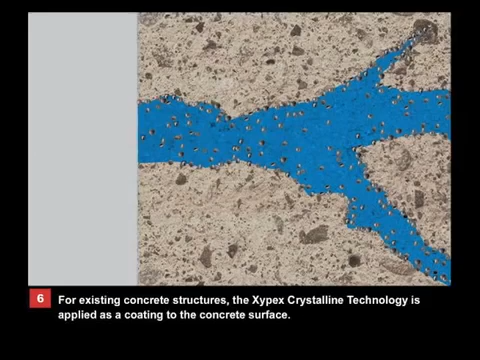 6
For existing concrete structures, the Xypex Crystalline Technology is
applied as a coating to the concrete surface.